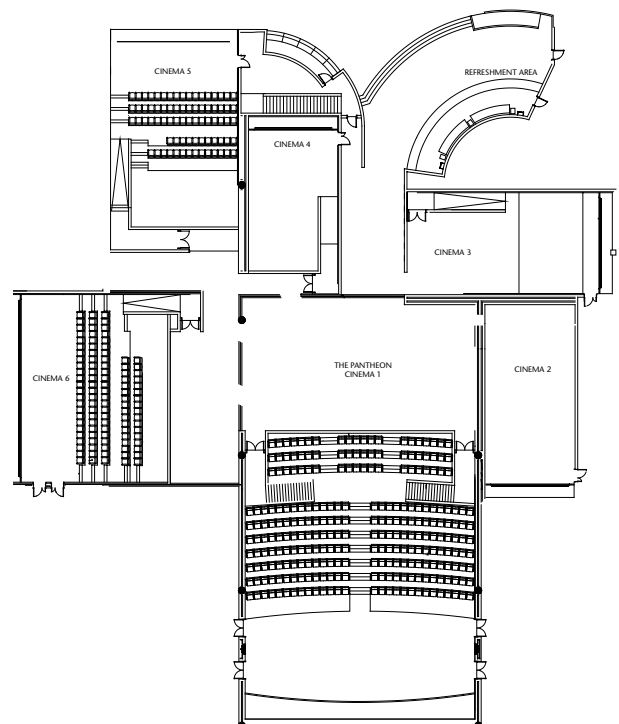 CINEMA 5
REFRESHMENT AREA
CINEMA 4
CINEMA 3
THE PANTHEON
CINEMA 1
CINEMA 2
CINEMA 6